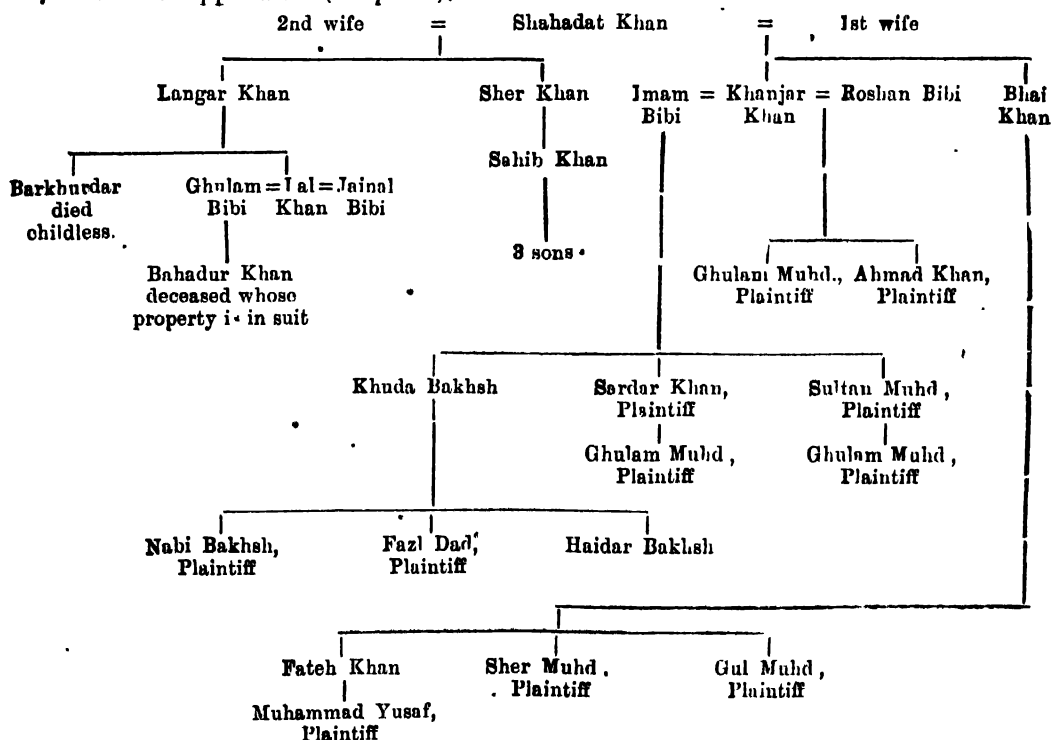 2nd wife = Shahadat Khan = 1st wife
Langar Khan Sher Khan Imam = Khanjar = Roshan Bibi Bhai
Bibi Khan Khan
Sahib Khan
Barkhurdar Ghulam = Lal = Jainal
died Bibi Khan Bibi
childless.
3 sons
Bahadur Khan Ghulam Muhd., Ahmad Khan,
deceased whose Plaintiff Plaintiff
property is in suit
Khuda Bakhsh Sardar Khan, Sultan Muhd,
Plaintiff Plaintiff
Ghulam Muhd, Ghulam Muhd,
Plaintiff Plaintiff
Nabi Bakhsh, Fazl Dad, Haidar Bakhsh
Plaintiff Plaintiff
Fateh Khan Sher Muhd. Gul Muhd,
Plaintiff Plaintiff
Muhammad Yusaf,
Plaintiff